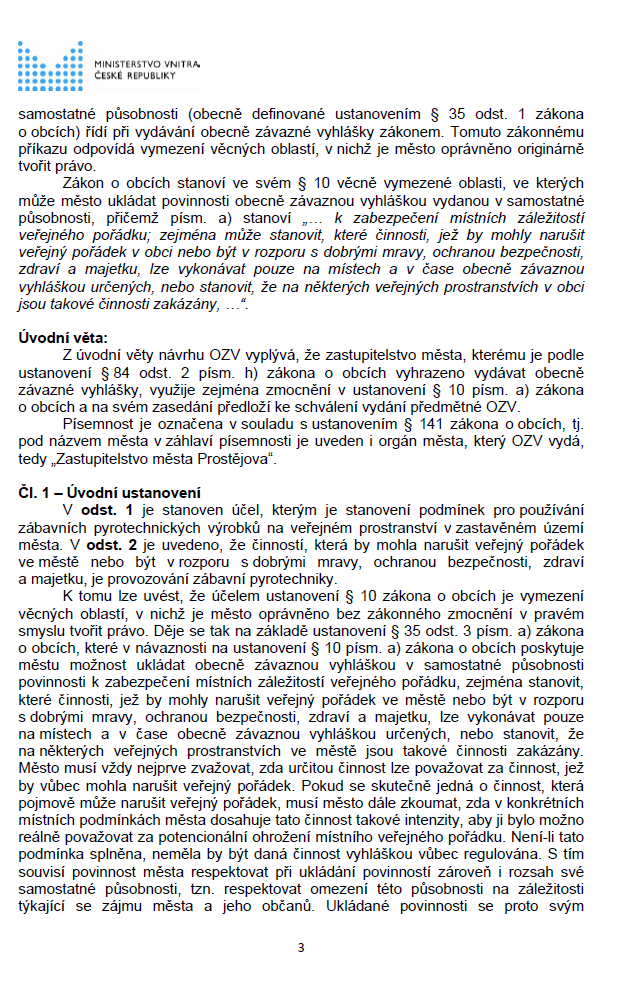 MINISTERSTVO VNITRA
ČESKÉ REPUBLIKY
samostatné působnosti (obecně definované ustanovením § 35 odst. 1 zákona
o obcích) řídí při vydávání obecně závazné vyhlášky zákonem. Tomuto zákonnému
příkazu odpovídá vymezení věcných oblastí, v nichž je město oprávněno originárně
tvořit právo.
Zákon o obcích stanoví ve svém § 10 věcně vymezené oblasti, ve kterých
může město ukládat povinnosti obecně závaznou vyhláškou vydanou v samostatné
působnosti, přičemž písm. a) stanoví „… k zabezpečení místních záležitostí
veřejného pořádku; zejména může stanovit, které činnosti, jež by mohly narušit
veřejný pořádek v obci nebo být v rozporu s dobrými mravy, ochranou bezpečnosti,
zdraví a majetku, lze vykonávat pouze na místech a v čase obecně závaznou
vyhláškou určených, nebo stanovit, že na některých veřejných prostranstvích v obci
jsou takové činnosti zakázány, …“.
Úvodní věta:
Z úvodní věty návrhu OZV vyplývá, že zastupitelstvo města, kterému je podle
ustanovení § 84 odst. 2 písm. h) zákona o obcích vyhrazeno vydávat obecně
závazné vyhlášky, využije zejména zmocnění v ustanovení § 10 písm. a) zákona
o obcích a na svém zasedání předloží ke schválení vydání předmětné OZV.
Písemnost je označena v souladu s ustanovením § 141 zákona o obcích, tj.
pod názvem města v záhlaví písemnosti je uveden i orgán města, který OZV vydá,
tedy „Zastupitelstvo města Prostějova“.
Čl. 1 – Úvodní ustanovení
V odst. 1 je stanoven účel, kterým je stanovení podmínek pro používání
zábavních pyrotechnických výrobků na veřejném prostranství v zastavěném území
města. V odst. 2 je uvedeno, že činností, která by mohla narušit veřejný pořádek
ve městě nebo být v rozporu s dobrými mravy, ochranou bezpečnosti, zdraví
a majetku, je provozování zábavní pyrotechniky.
K tomu lze uvést, že účelem ustanovení § 10 zákona o obcích je vymezení
věcných oblastí, v nichž je město oprávněno bez zákonného zmocnění v pravém
smyslu tvořit právo. Děje se tak na základě ustanovení § 35 odst. 3 písm. a) zákona
o obcích, které v návaznosti na ustanovení § 10 písm. a) zákona o obcích poskytuje
městu možnost ukládat obecně závaznou vyhláškou v samostatné působnosti
povinnosti k zabezpečení místních záležitostí veřejného pořádku, zejména stanovit,
které činnosti, jež by mohly narušit veřejný pořádek ve městě nebo být v rozporu
s dobrými mravy, ochranou bezpečnosti, zdraví a majetku, lze vykonávat pouze
na místech a v čase obecně závaznou vyhláškou určených, nebo stanovit, že
na některých veřejných prostranstvích ve městě jsou takové činnosti zakázány.
Město musí vždy nejprve zvažovat, zda určitou činnost lze považovat za činnost, jež
by vůbec mohla narušit veřejný pořádek. Pokud se skutečně jedná o činnost, která
pojmově může narušit veřejný pořádek, musí město dále zkoumat, zda v konkrétních
místních podmínkách města dosahuje tato činnost takové intenzity, aby ji bylo možno
reálně považovat za potencionální ohrožení místního veřejného pořádku. Není-li tato
podmínka splněna, neměla by být daná činnost vyhláškou vůbec regulována. S tím
souvisí povinnost města respektovat při ukládání povinností zároveň i rozsah své
samostatné působnosti, tzn. respektovat omezení této působnosti na záležitosti
týkající se zájmu města a jeho občanů. Ukládané povinnosti se proto svým
3